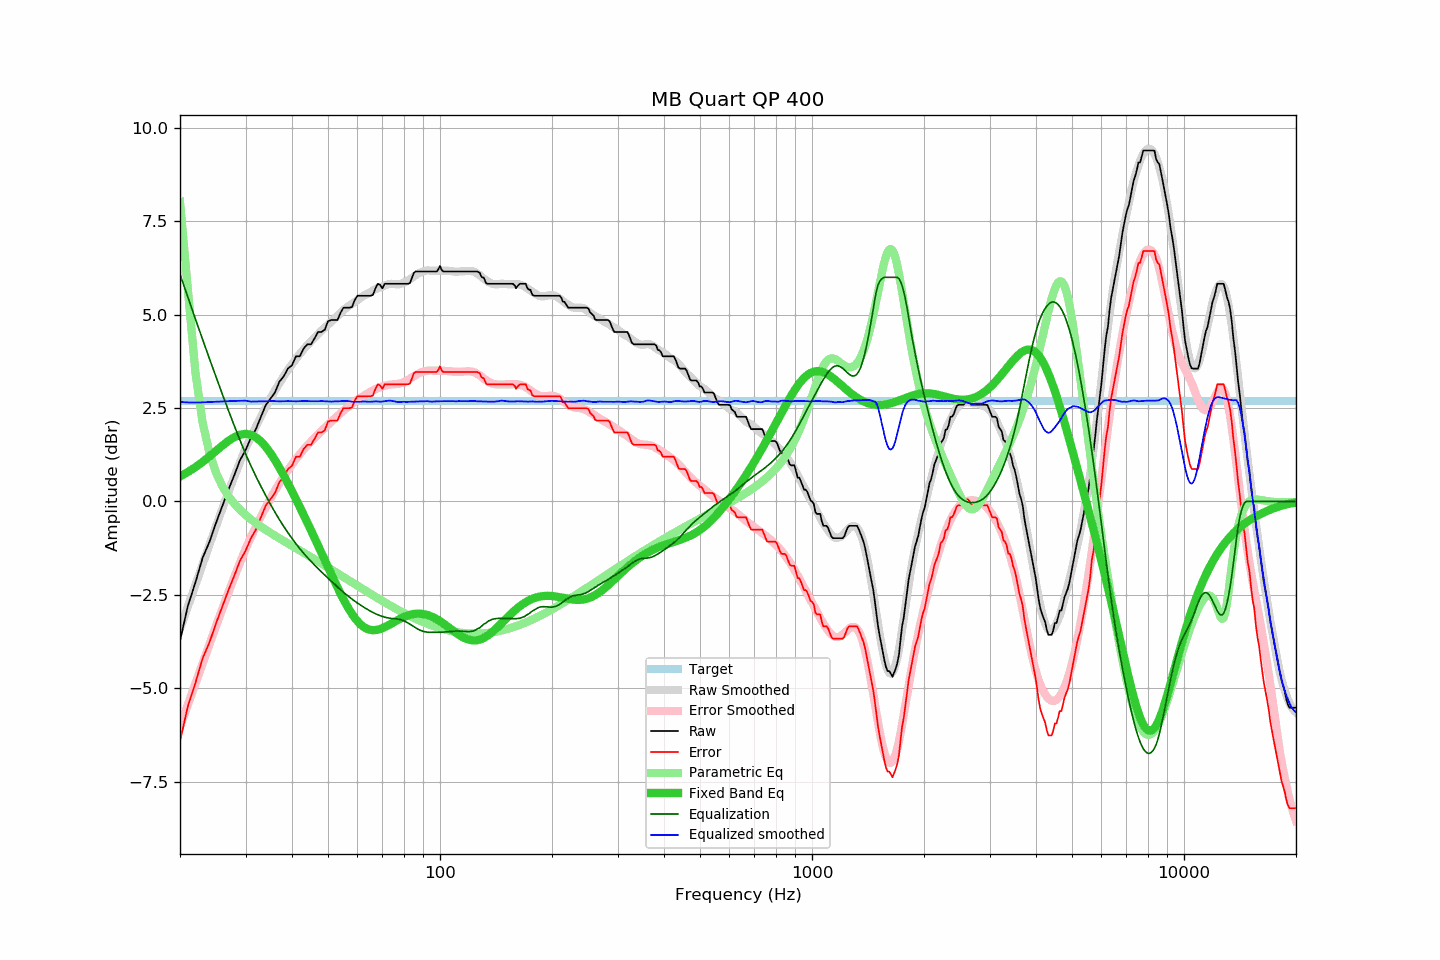 MB Quart QP 400
Amplitude (dBr)
10.0
7.5
5.0
2.5
0.0
−2.5
−5.0
−7.5
Target
Raw Smoothed
Error Smoothed
Raw
Error
Parametric Eq
Fixed Band Eq
Equalization
Equalized smoothed
100 1000 10000
Frequency (Hz)